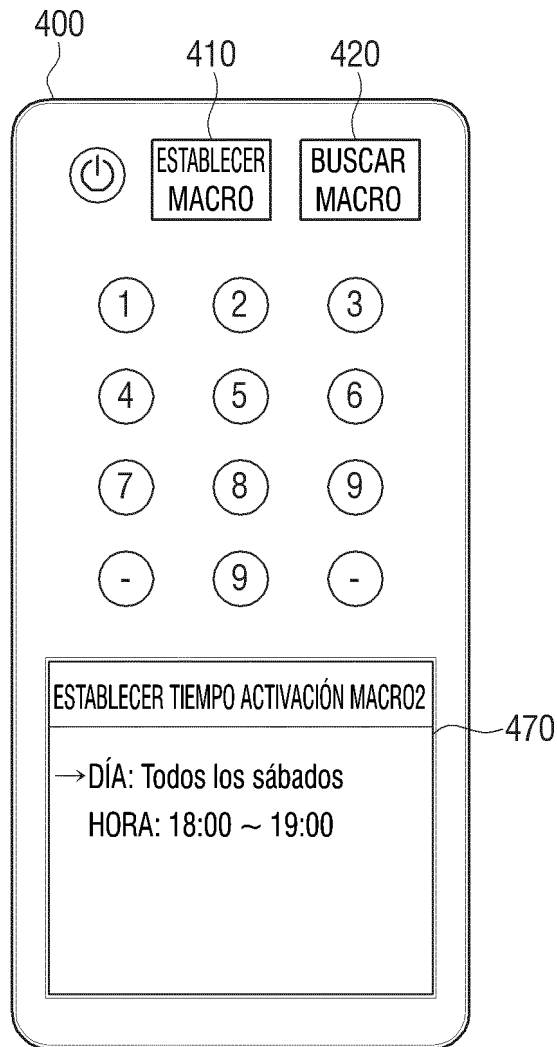 400
410 420
ESTABLECER
MACRO
BUSCAR
MACRO
1 2 3
4 5 6
7 8 9
- 9 -
ESTABLECER TIEMPO ACTIVACIÓN MACRO2
470
→DÍA: Todos los sábados
HORA: 18:00 ~ 19:00